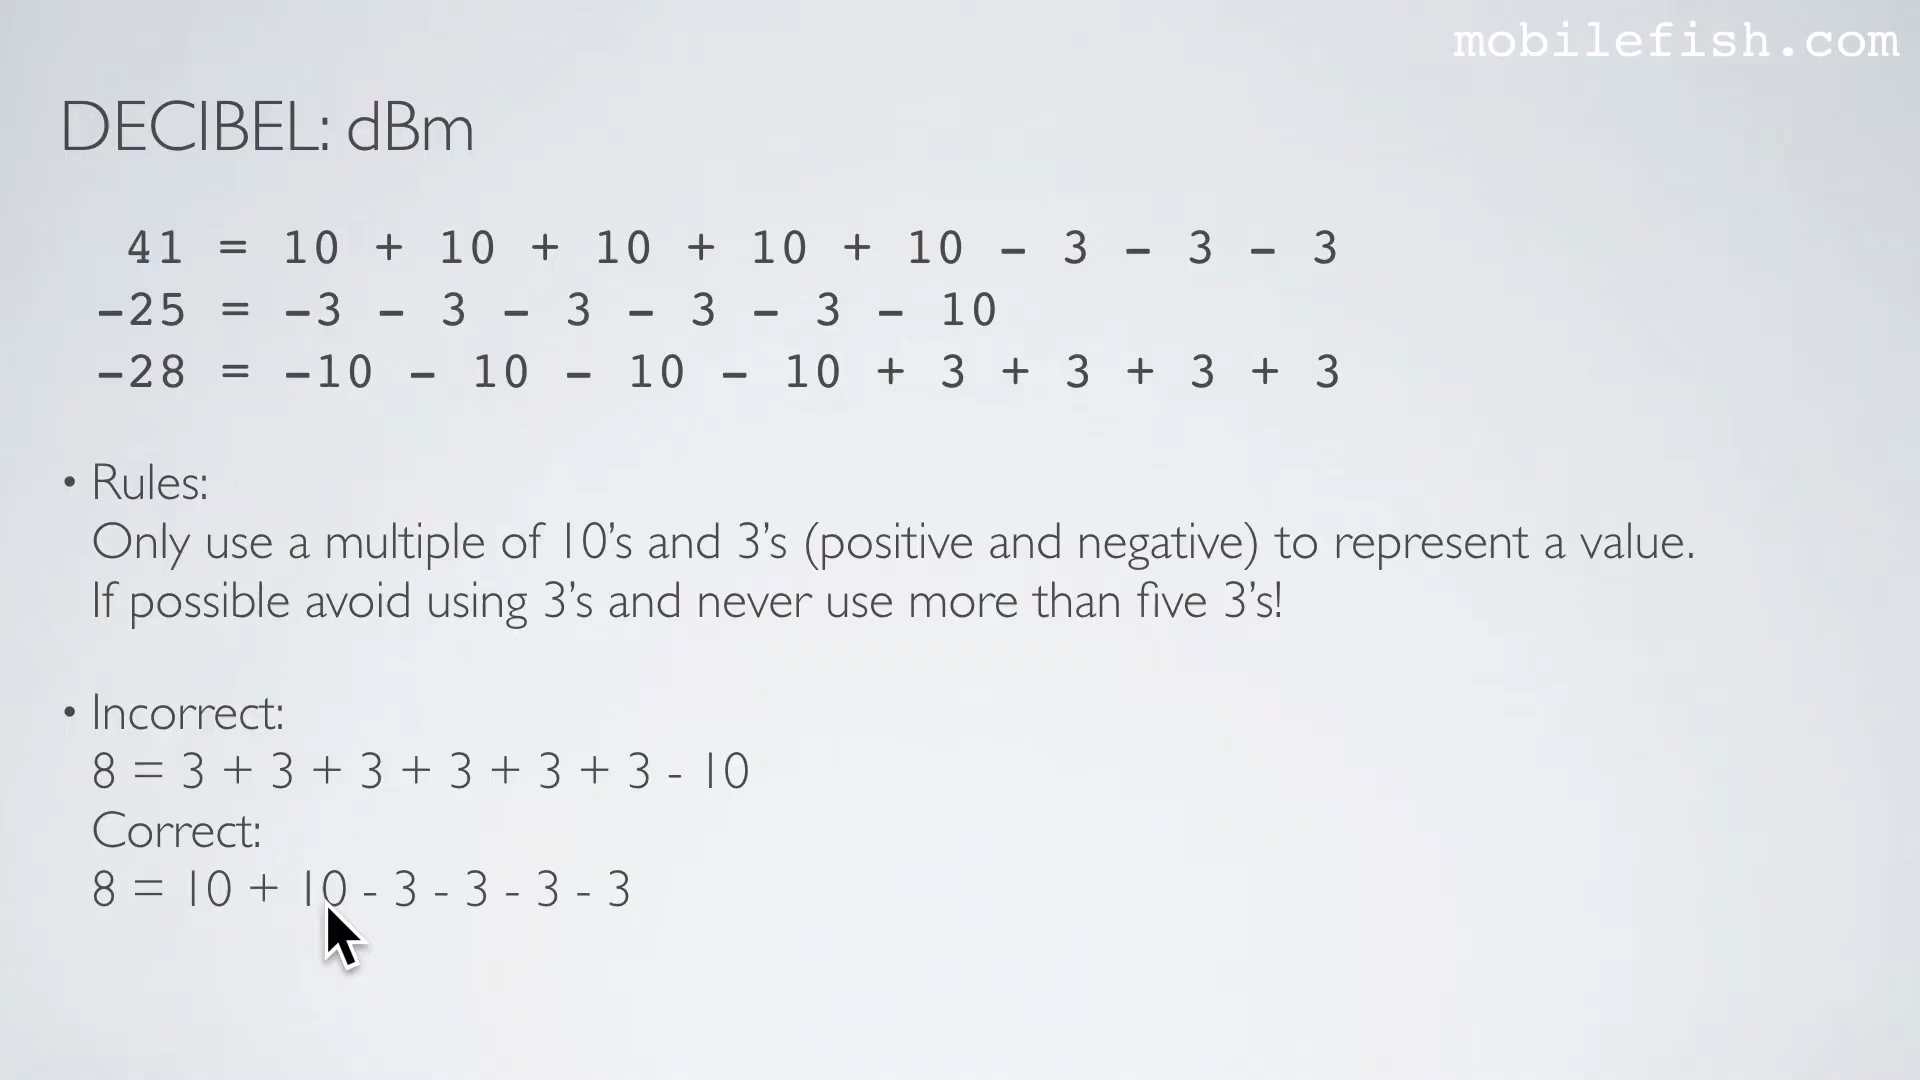 mobilefish.com
DECIBEL: dBm
41 = 10 + 10 + 10 + 10 + 10 – 3 – 3 – 3
–25 = –3 – 3 – 3 – 3 – 3 – 10
–28 = –10 – 10 – 10 – 10 + 3 + 3 + 3 + 3
• Rules:
Only use a multiple of 10’s and 3’s (positive and negative) to represent a value.
If possible avoid using 3’s and never use more than five 3’s!
• Incorrect:
8 = 3 + 3 + 3 + 3 + 3 + 3 - 10
Correct:
8 = 10 + 10 - 3 - 3 - 3 - 3